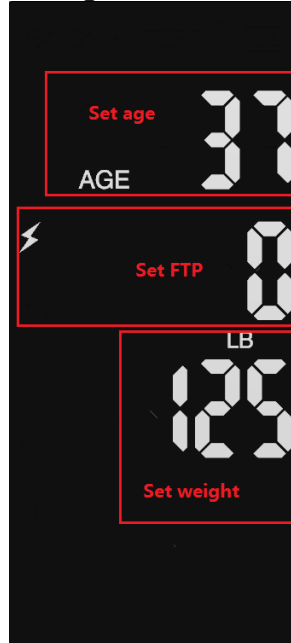 Set age
37
AGE
Set FTP
0
LB
125
Set weight